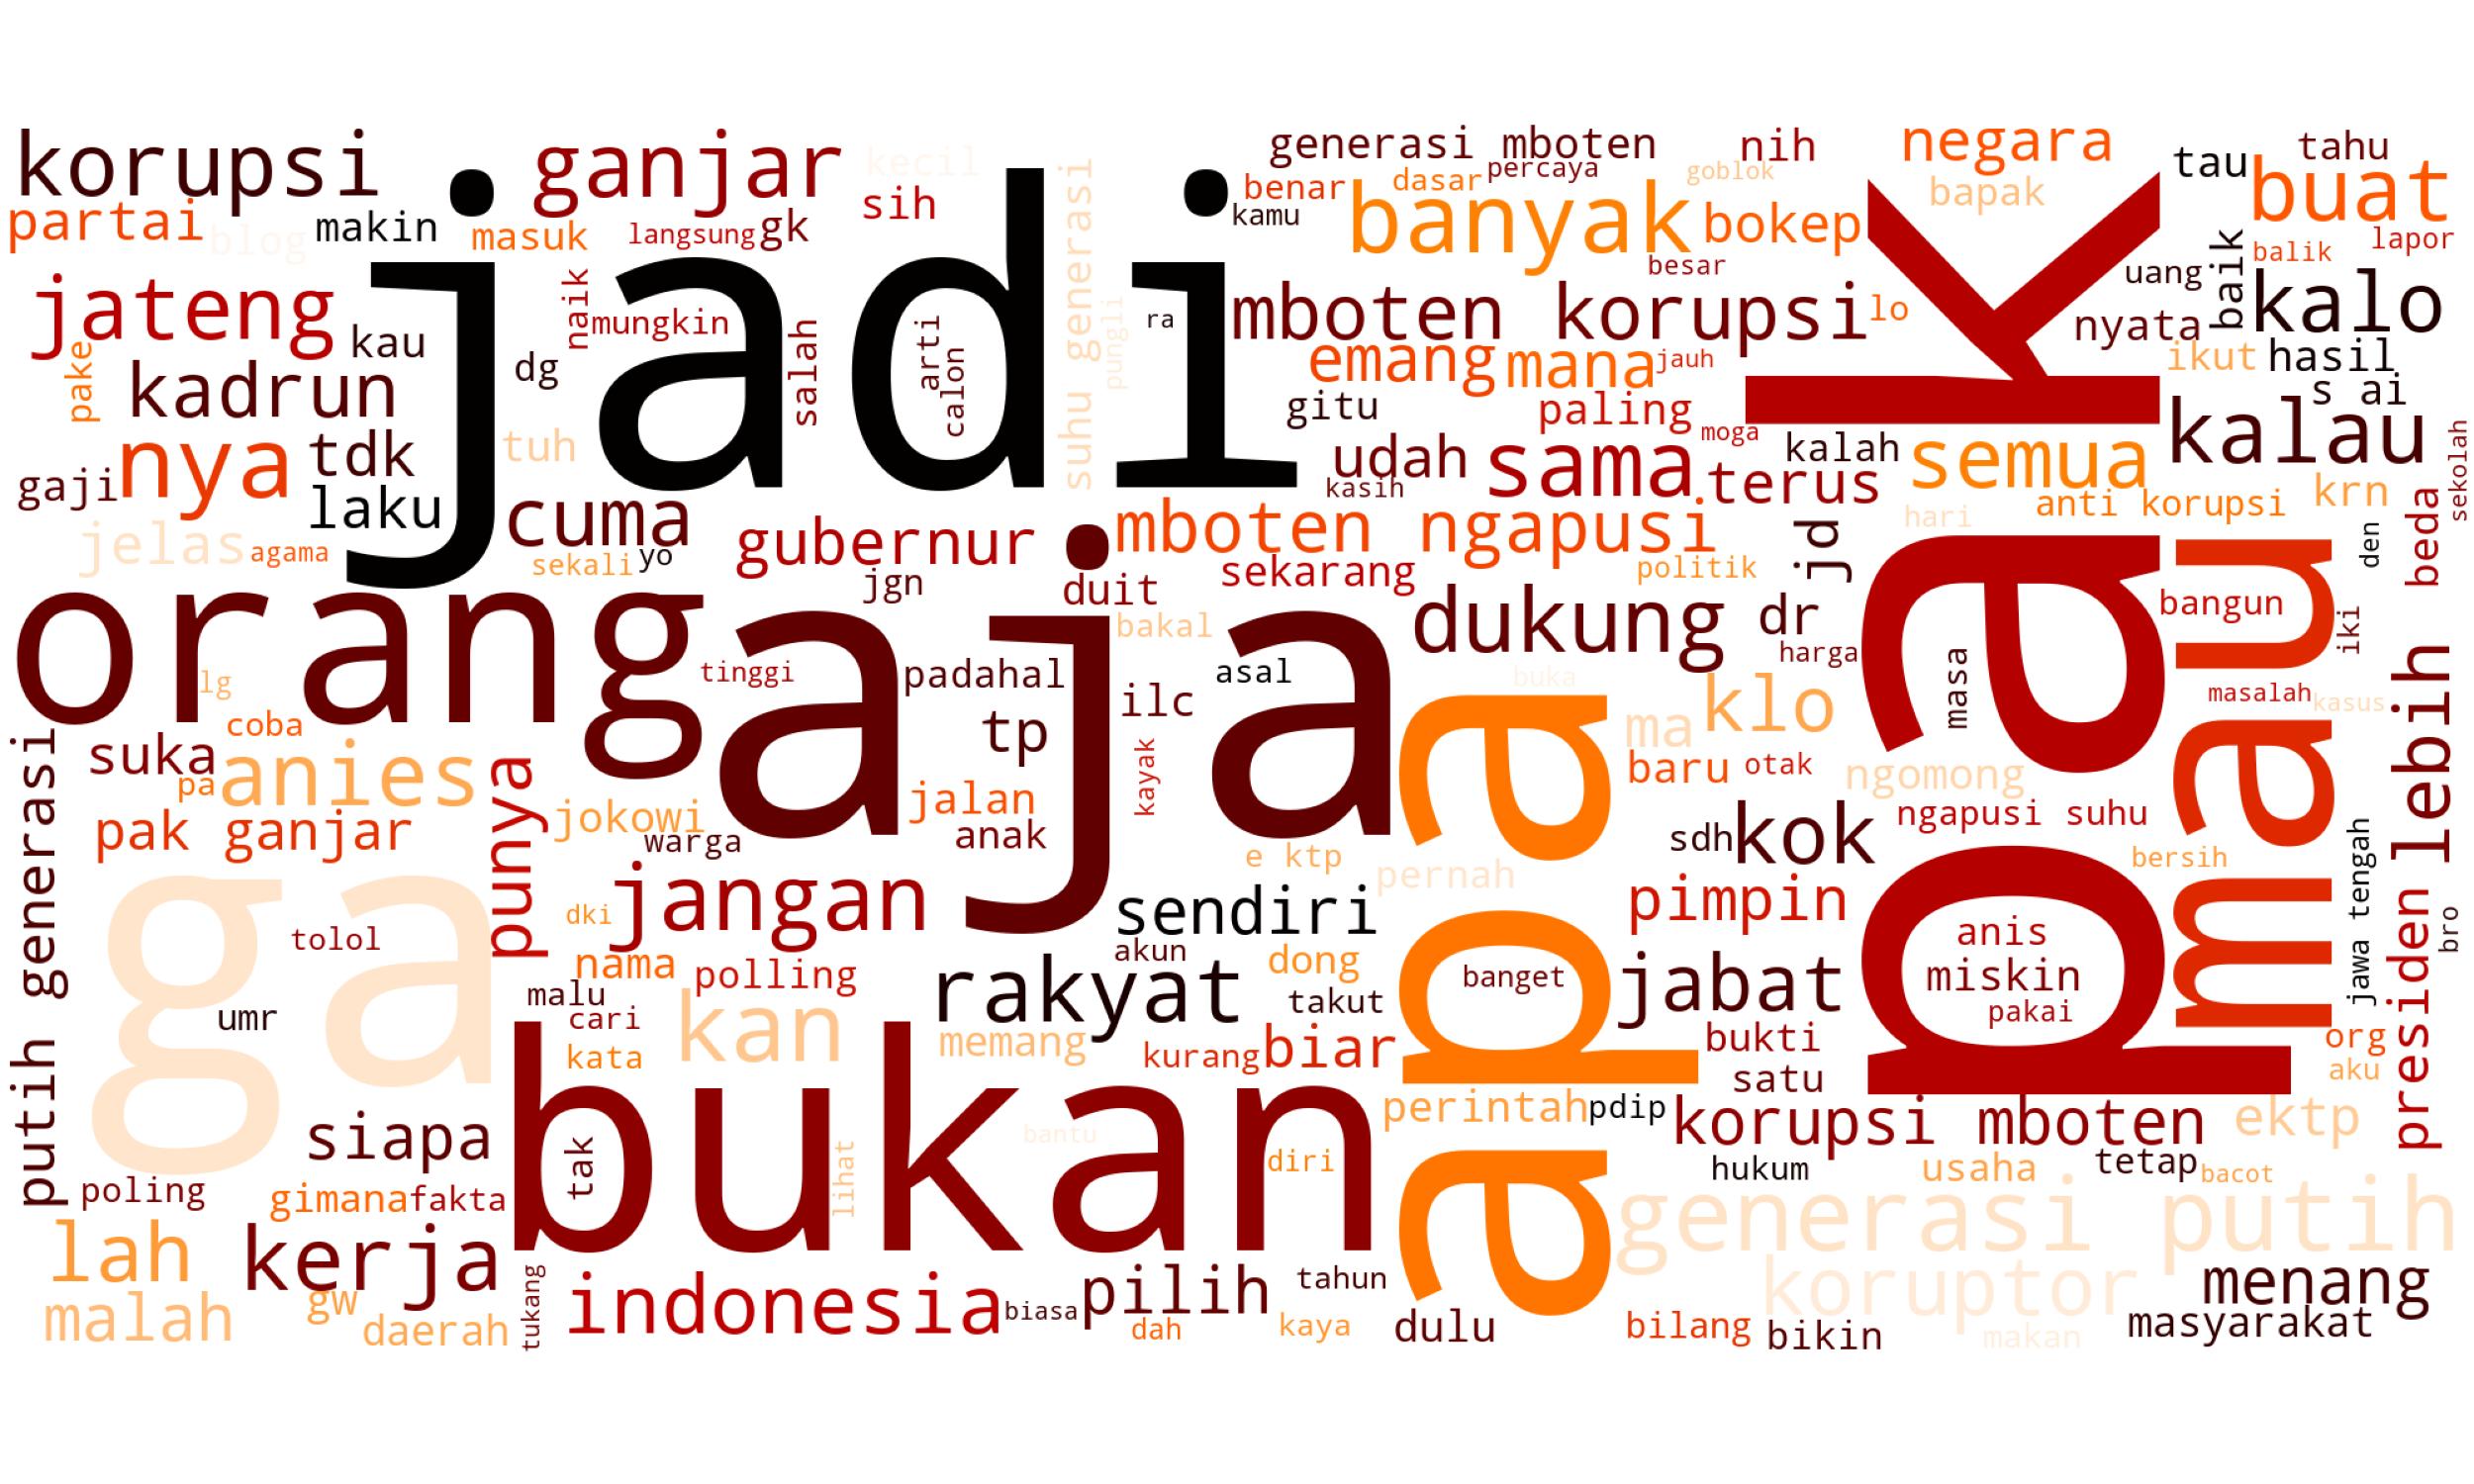 korupsi
ganjar
kecil
generasi mboten
nih
negara
tau
tahu
partai
blog
makin
masuk
langsung
gk
sih
suhu generasi
pungli
benar
dasar
percaya
goblok
kamu
banyak
bokep
besar
bapak
buat
balik
lapor
jateng
kau
naik
mungkin
dg
salah
jadi
arti
calon
ra
mboten korupsi
lo
emang
mana
jauh
uang
baik
nyata
kalo
ikut
hasil
s ai
pake
kadrun
nya
tdk
gaji
laku
tuh
gitu
paling
moga
udah
kasih
sama
terus
kalah
semua
kalau
sekolah
jelas
agama
cuma
sekali
yo
gubernur
jgn
duit
mboten ngapusi
sekarang
politik
jd
hari
anti korupsi
krn
beda
den
pak
orang
lg
coba
tinggi
aja
padahal
tp
ilc
asal
bakal
dukung
dr
harga
buka
masa
mau
bangun
iki
masalah
kasus
lebih
suka
pa
anies
punya
jokowi
warga
jalan
anak
kayak
apa
ma
klo
baru
otak
ngomong
putih generasi
pak ganjar
ga
tolol
umr
dki
jangan
e ktp
pernah
sdh
kok
ngapusi suhu
bersih
jawa tengah
bro
presiden
sendiri
akun
pimpin
anis
miskin
pakai
nama
polling
malu
cari
kata
kan
rakyat
dong
takut
banget
jabat
memang
kurang
biar
bukti
satu
org
aku
siapa
bukan
tak
lihat
bantu
diri
perintah
pdip
korupsi mboten
ektp
hukum
usaha
tetap
bacot
poling
gimana
fakta
lah
kerja
malah
gw
daerah
tukang
indonesia
biasa
pilih
tahun
dah
kaya
dulu
generasi putih
koruptor
menang
bilang
bikin
makan
masyarakat